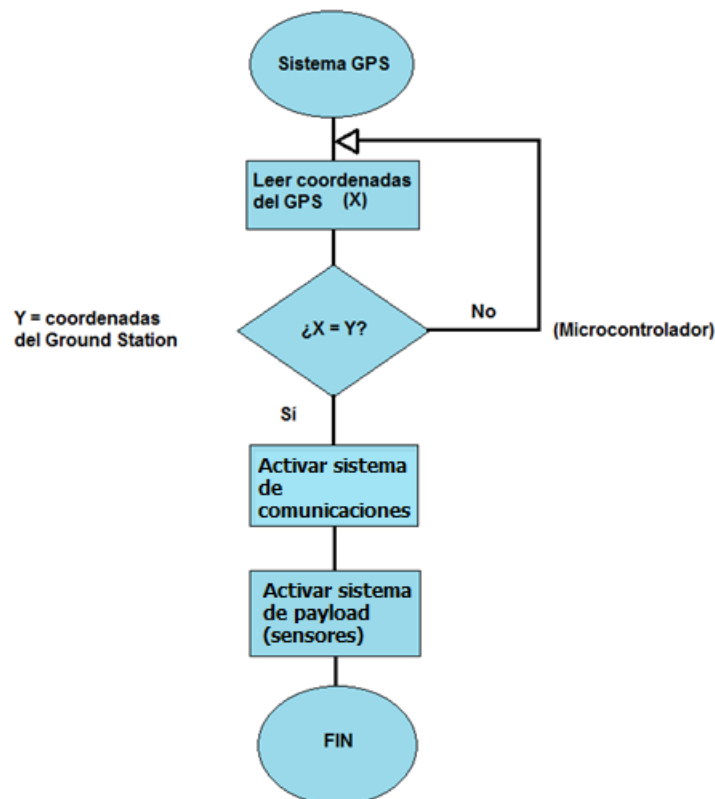 Sistema GPS
Leer coordenadas
del GPS (X)
Y = coordenadas
del Ground Station
¿X = Y?
No
(Microcontrolador)
Sí
Activar sistema
de
comunicaciones
Activar sistema
de payload
(sensores)
FIN